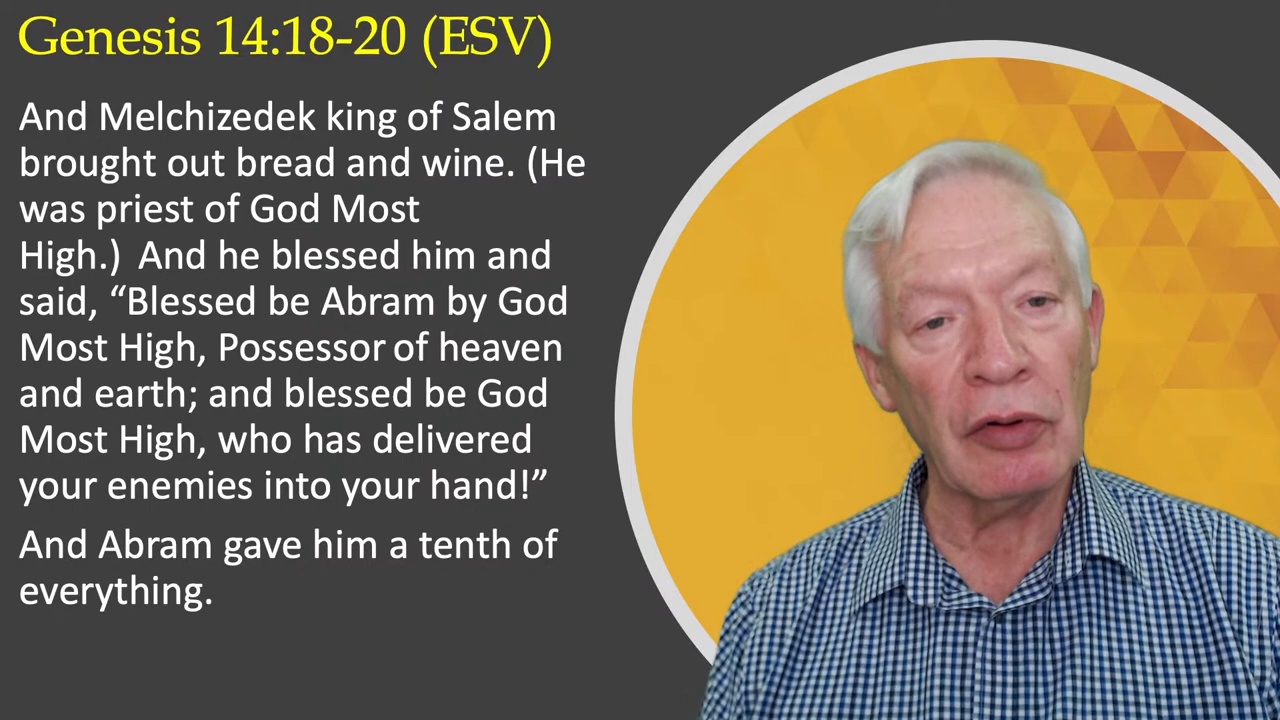 Genesis 14:18-20 (ESV)
And Melchizedek king of Salem
brought out bread and wine. (He
was priest of God Most
High.)  And he blessed him and
said, “Blessed be Abram by God
Most High, Possessor of heaven
and earth; and blessed be God
Most High, who has delivered
your enemies into your hand!”
And Abram gave him a tenth of
everything.